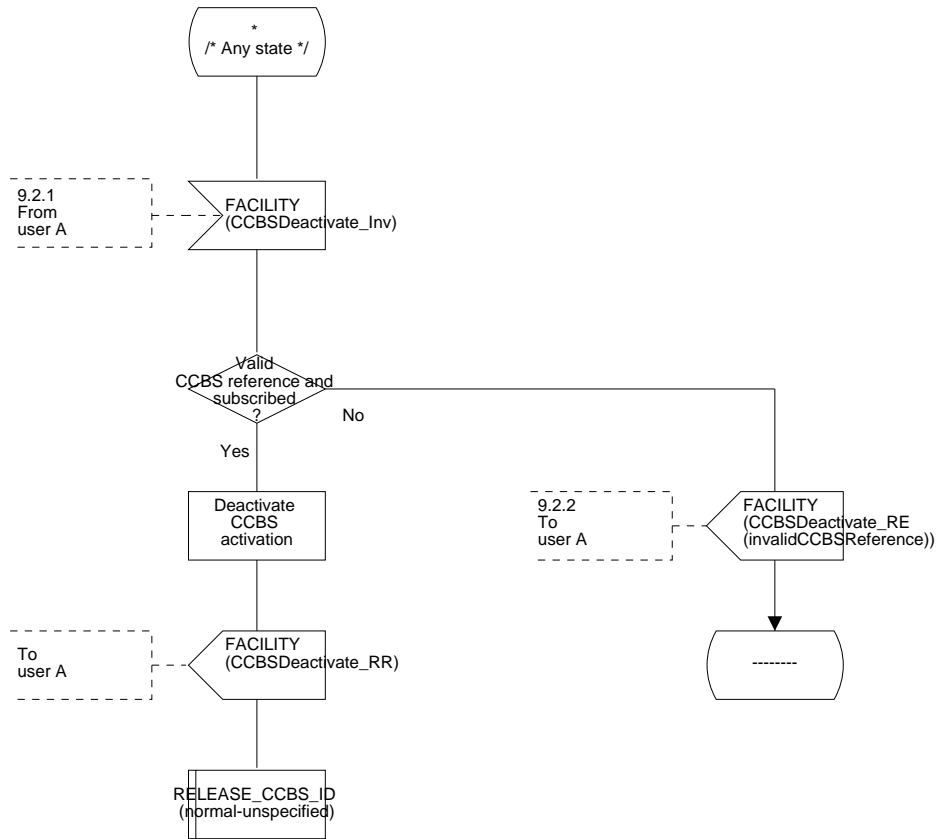 *
/* Any state */
9.2.1
From
user A
FACILITY
(CCBSDeactivate_Inv)
Valid
CCBS reference and
subscribed
?
No
Yes
Deactivate
CCBS
activation
9.2.2
To
user A
FACILITY
(CCBSDeactivate_RE
(invalidCCBSReference))
To
user A
FACILITY
(CCBSDeactivate_RR)
--------
RELEASE_CCBS_ID
(normal-unspecified)